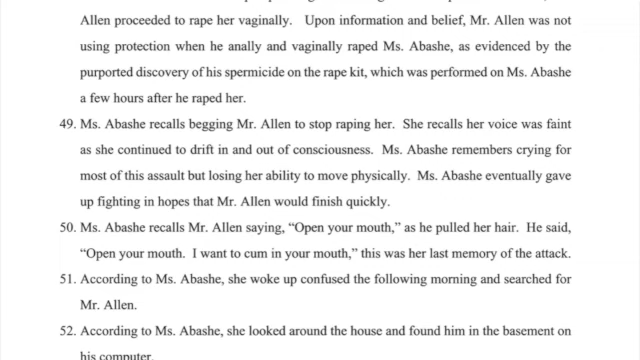 Allen proceeded to rape her vaginally. Upon information and belief, Mr. Allen was not
using protection when he anally and vaginally raped Ms. Abashe, as evidenced by the
purported discovery of his spermicide on the rape kit, which was performed on Ms. Abashe
a few hours after he raped her.
49. Ms. Abashe recalls begging Mr. Allen to stop raping her. She recalls her voice was faint
as she continued to drift in and out of consciousness. Ms. Abashe remembers crying for
most of this assault but losing her ability to move physically. Ms. Abashe eventually gave
up fighting in hopes that Mr. Allen would finish quickly.
50. Ms. Abashe recalls Mr. Allen saying, “Open your mouth,” as he pulled her hair. He said,
“Open your mouth. I want to cum in your mouth,” this was her last memory of the attack.
51. According to Ms. Abashe, she woke up confused the following morning and searched for
Mr. Allen.
52. According to Ms. Abashe, she looked around the house and found him in the basement on
his computer.